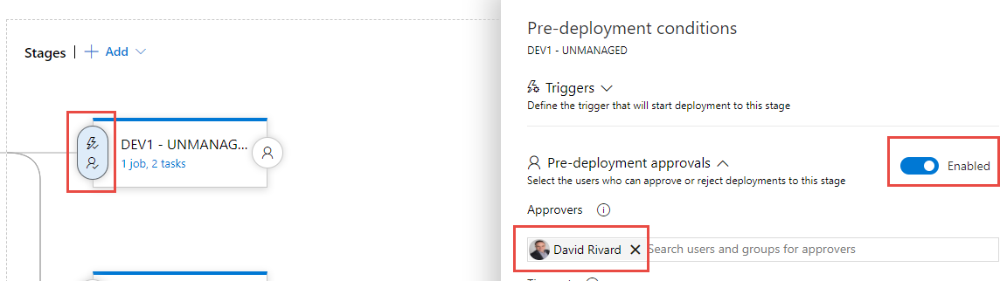 Stages | + Add
DEV1 - UNMANAG...
1 job, 2 tasks
Pre-deployment conditions
DEV1 - UNMANAGED
Triggers
Define the trigger that will start deployment to this stage
Pre-deployment approvals
Enabled
Select the users who can approve or reject deployments to this stage
Approvers
David Rivard
Search users and groups for approvers